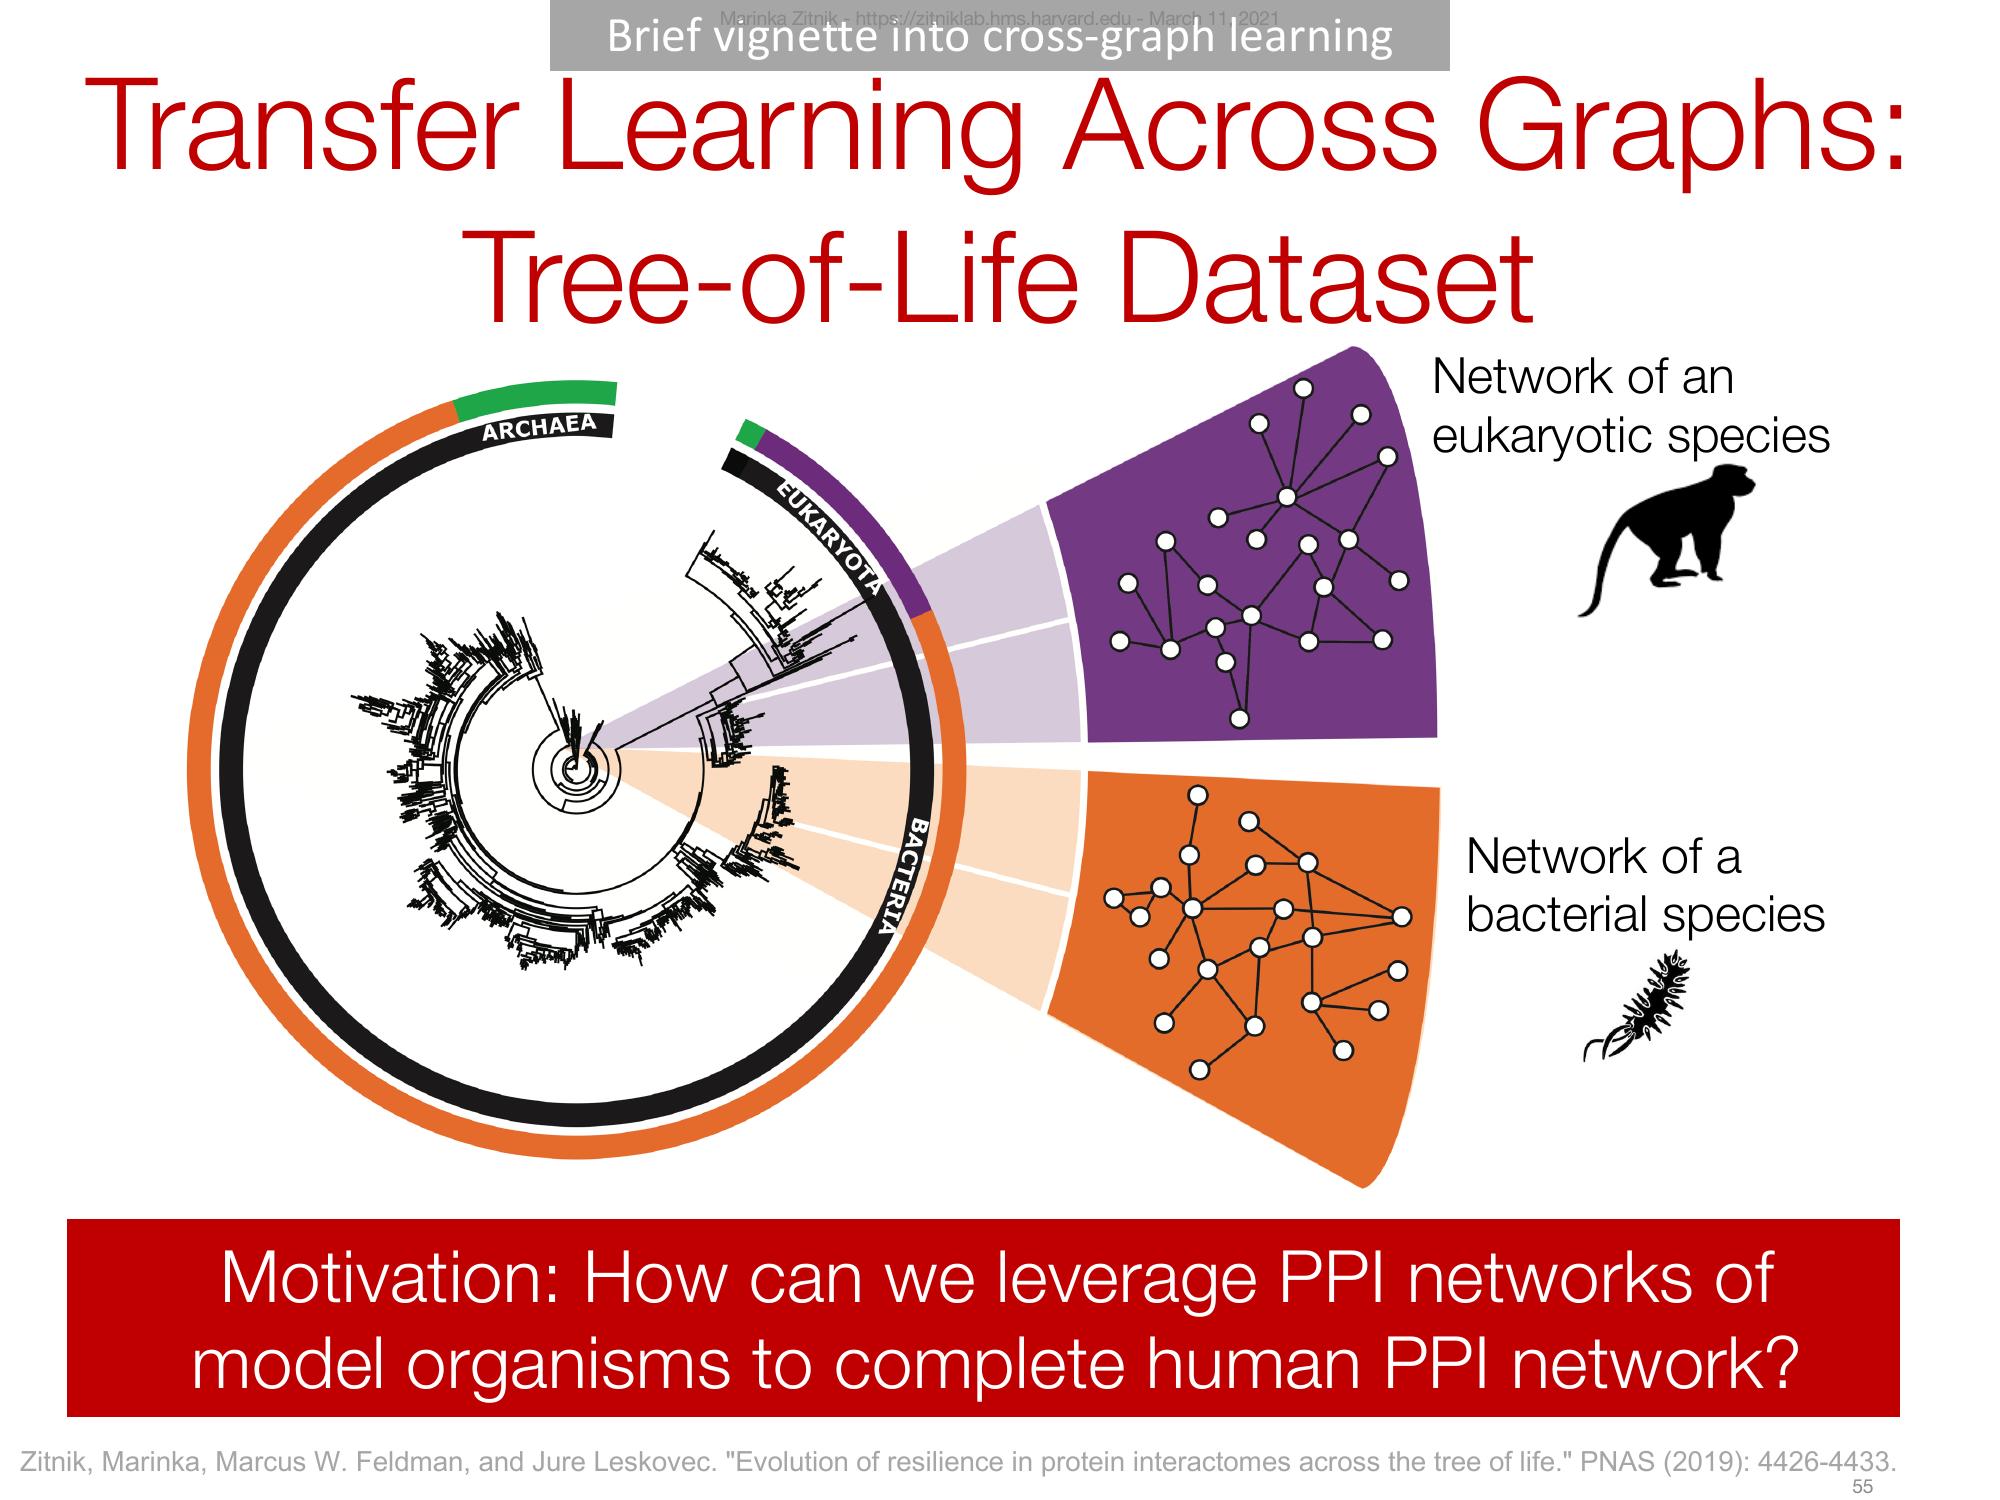 Marinka Zitnik - https://zitniklab.hms.harvard.edu - March 11, 2021
Brief vignette into cross-graph learning
Transfer Learning Across Graphs:
Tree-of-Life Dataset
Network of an
eukaryotic species
ARCHAEA
EUKARYOTA
BACTERIA
Network of a
bacterial species
Motivation: How can we leverage PPI networks of
model organisms to complete human PPI network?
Zitnik, Marinka, Marcus W. Feldman, and Jure Leskovec. "Evolution of resilience in protein interactomes across the tree of life." PNAS (2019): 4426-4433.
55